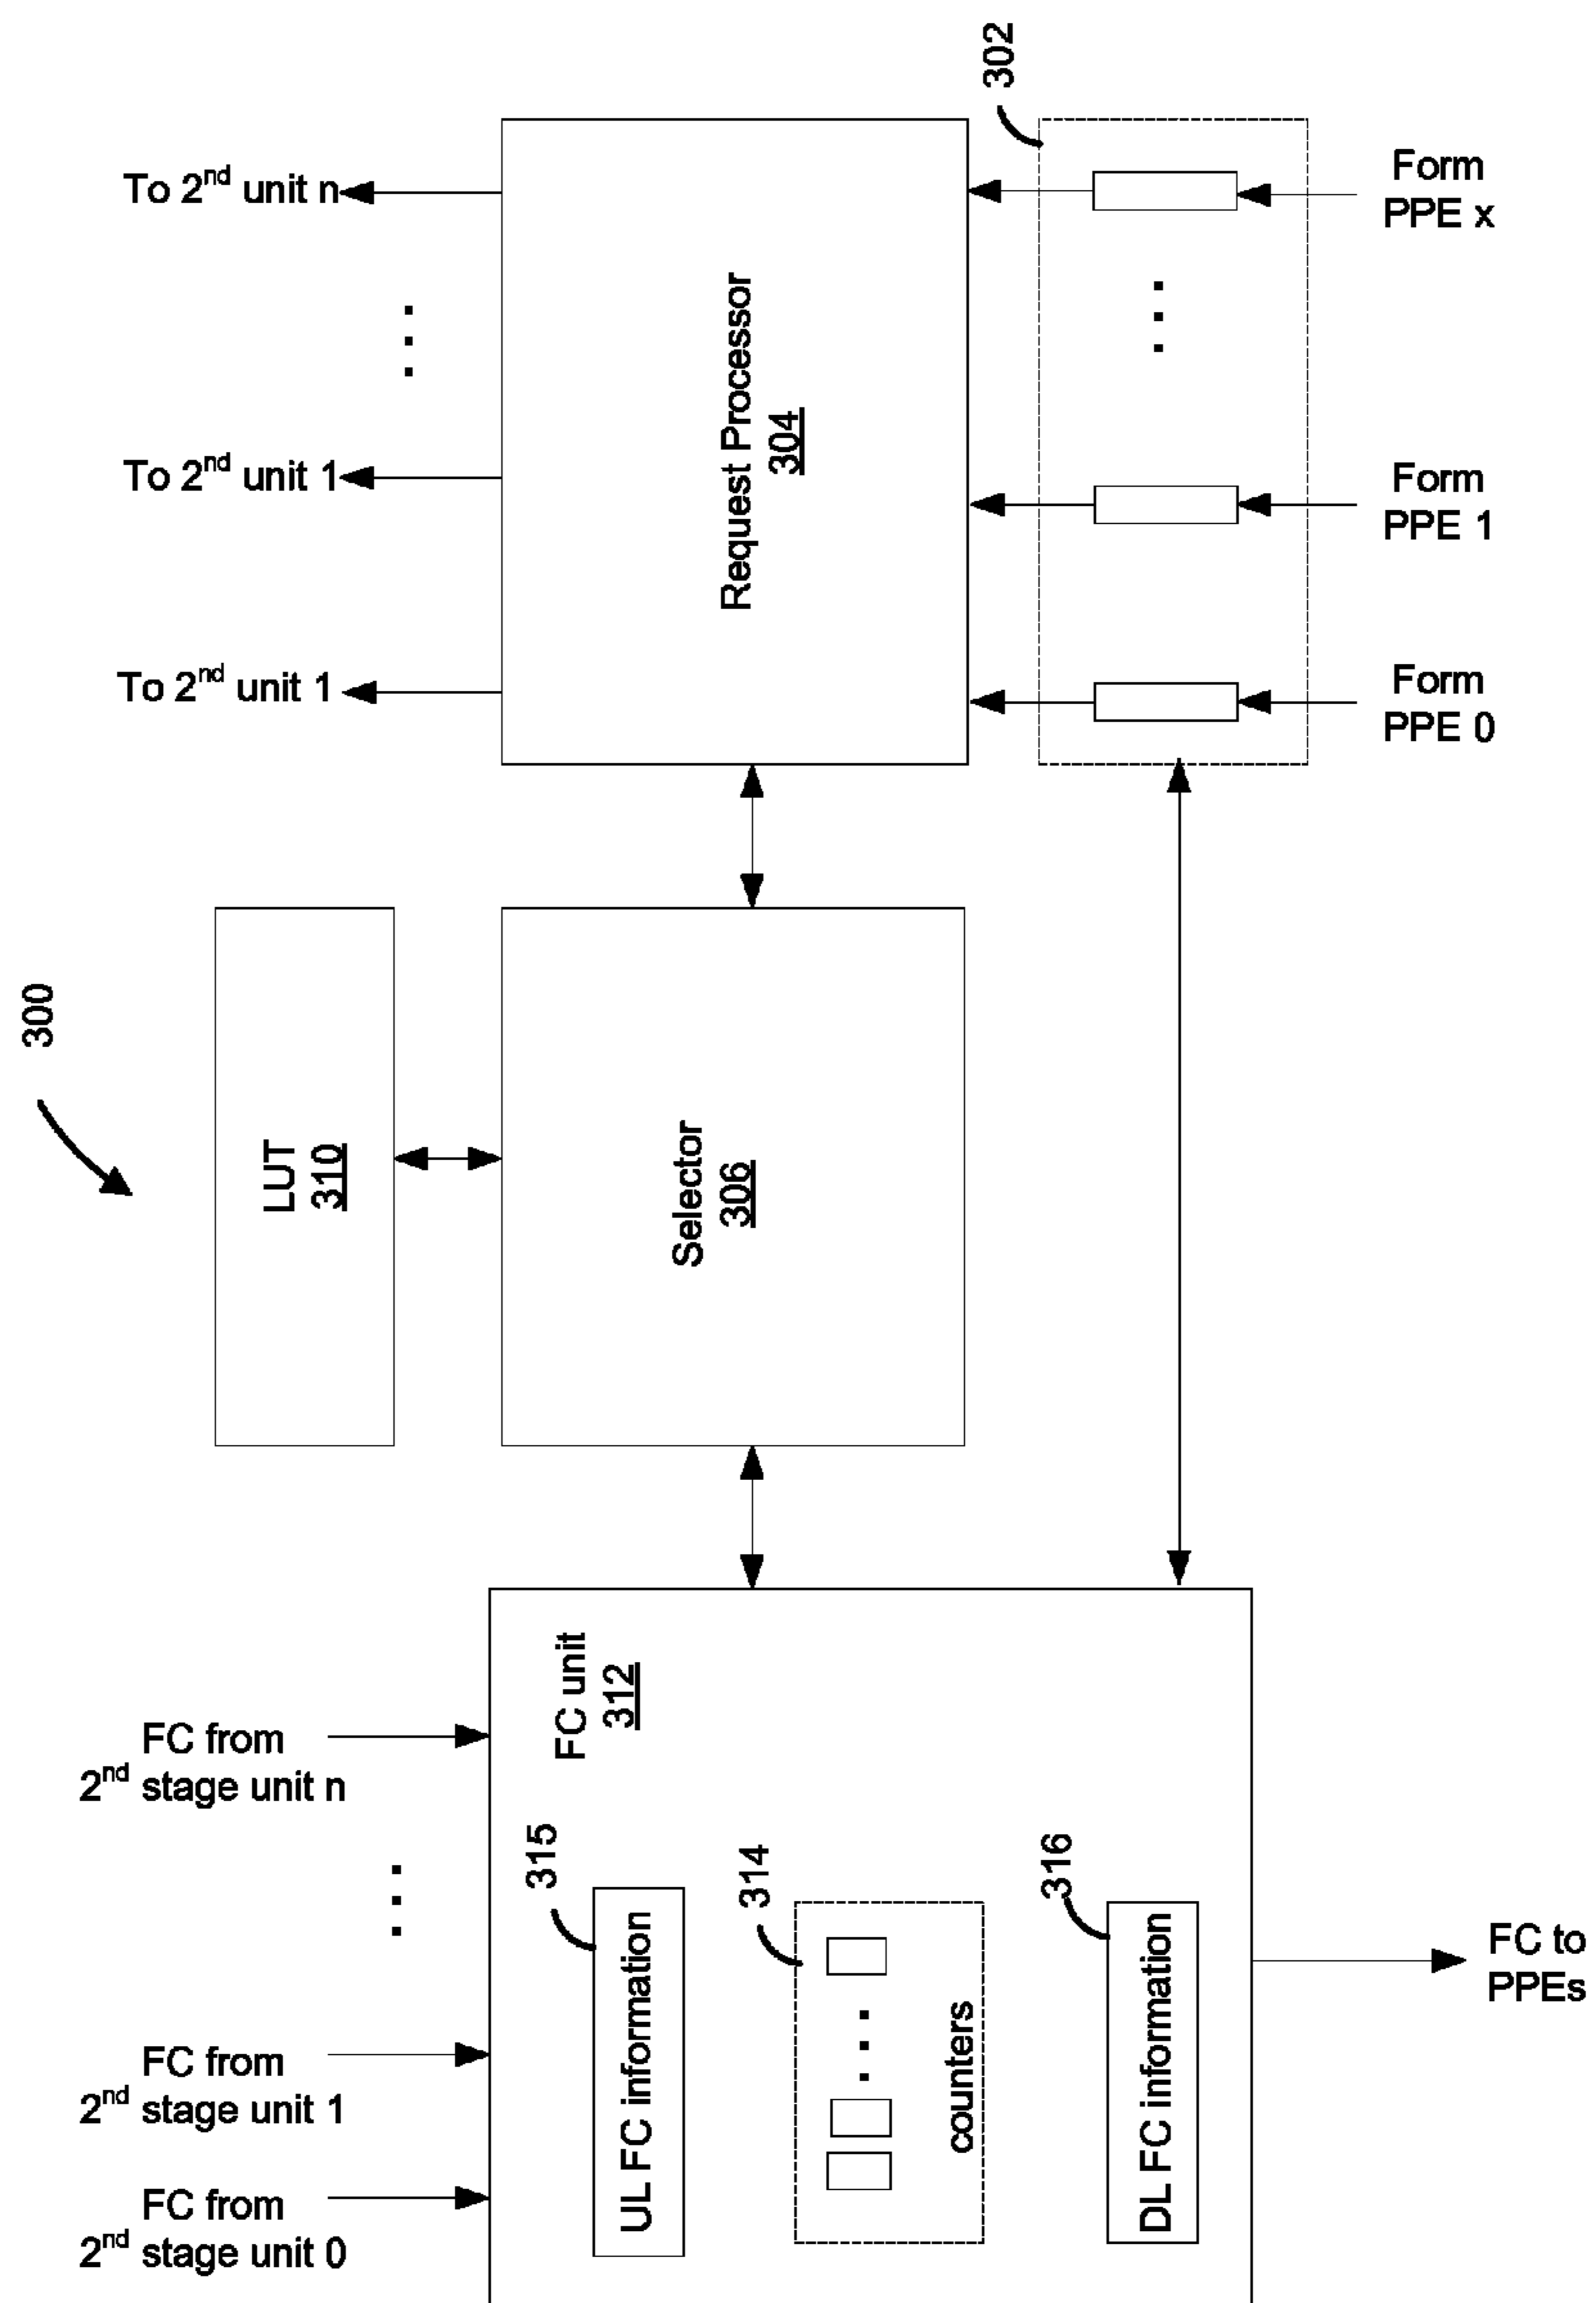 302
To 2nd unit n
Form
PPE x
Request Processor
304
To 2nd unit 1
Form
PPE 1
To 2nd unit 1
Form
PPE 0
300
LUT
310
Selector
306
FC unit
312
FC from
2nd stage unit n
315
314
316
UL FC information
counters
DL FC information
FC to
PPEs
FC from
2nd stage unit 1
FC from
2nd stage unit 0